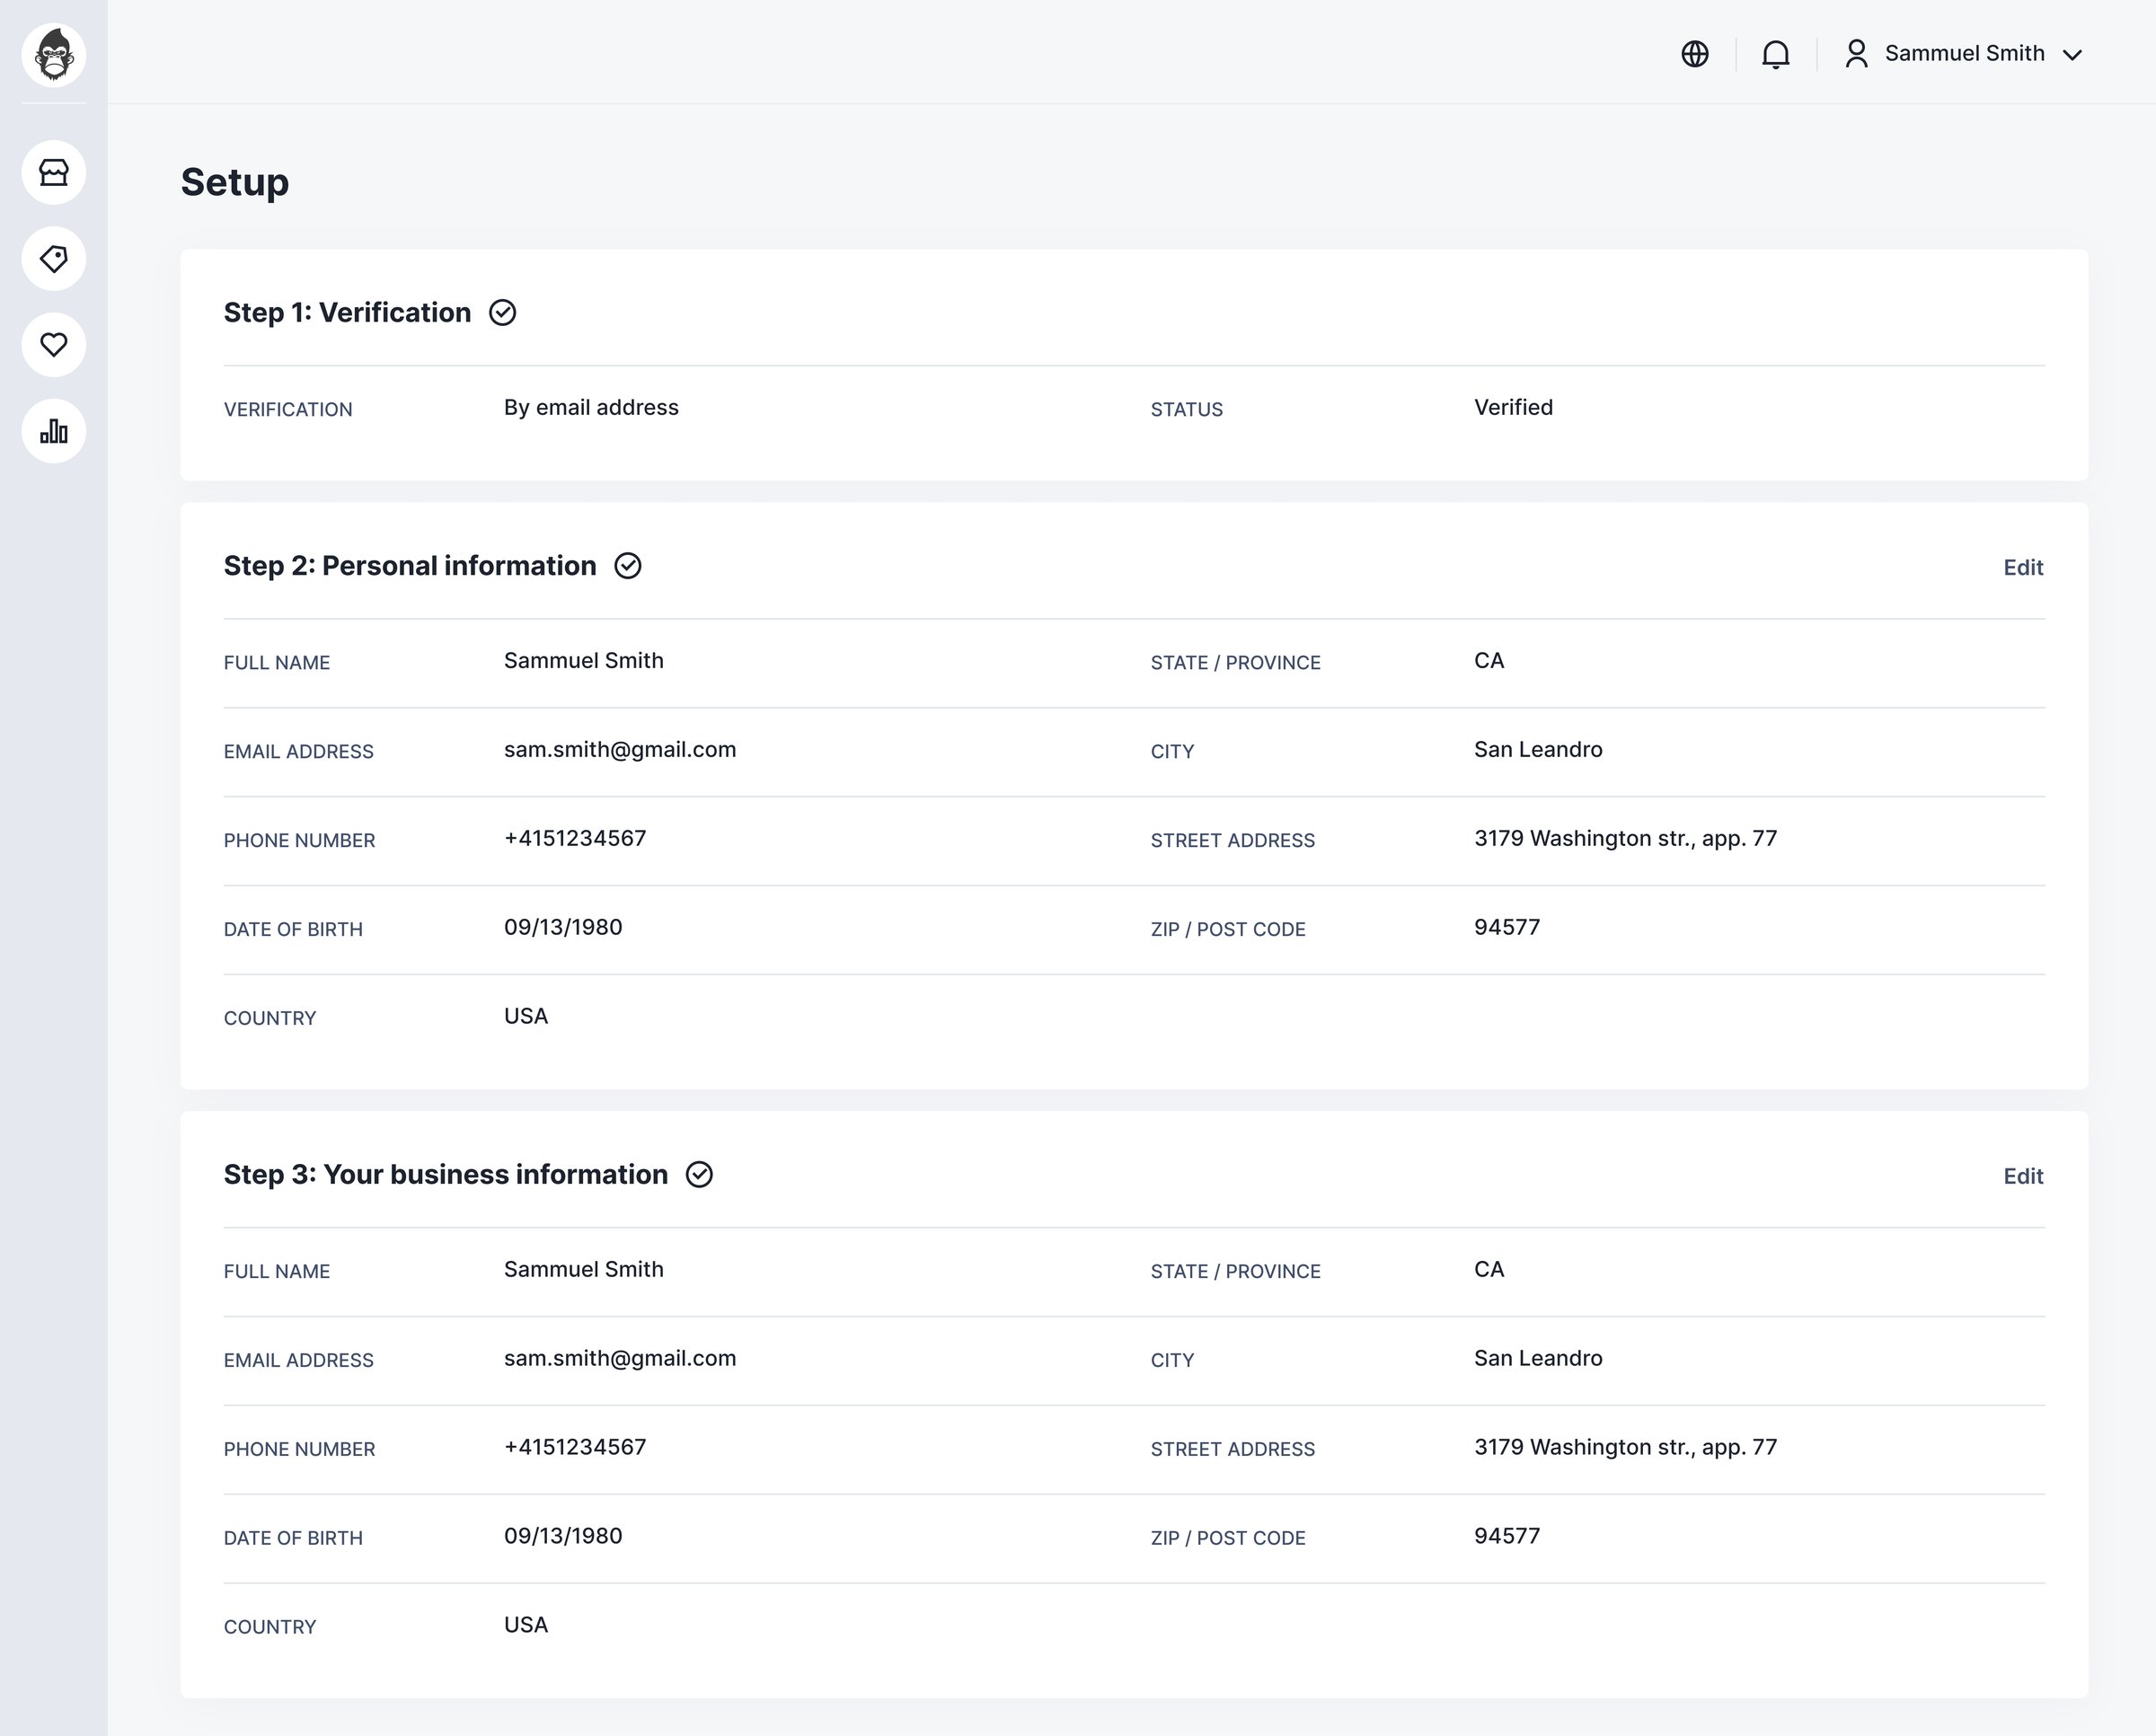 Sammuel Smith
Setup
Step 1: Verification
VERIFICATION By email address STATUS Verified
Step 2: Personal information Edit
FULL NAME Sammuel Smith STATE / PROVINCE CA
EMAIL ADDRESS sam.smith@gmail.com CITY San Leandro
PHONE NUMBER +4151234567 STREET ADDRESS 3179 Washington str., app. 77
DATE OF BIRTH 09/13/1980 ZIP / POST CODE 94577
COUNTRY USA
Step 3: Your business information Edit
FULL NAME Sammuel Smith STATE / PROVINCE CA
EMAIL ADDRESS sam.smith@gmail.com CITY San Leandro
PHONE NUMBER +4151234567 STREET ADDRESS 3179 Washington str., app. 77
DATE OF BIRTH 09/13/1980 ZIP / POST CODE 94577
COUNTRY USA